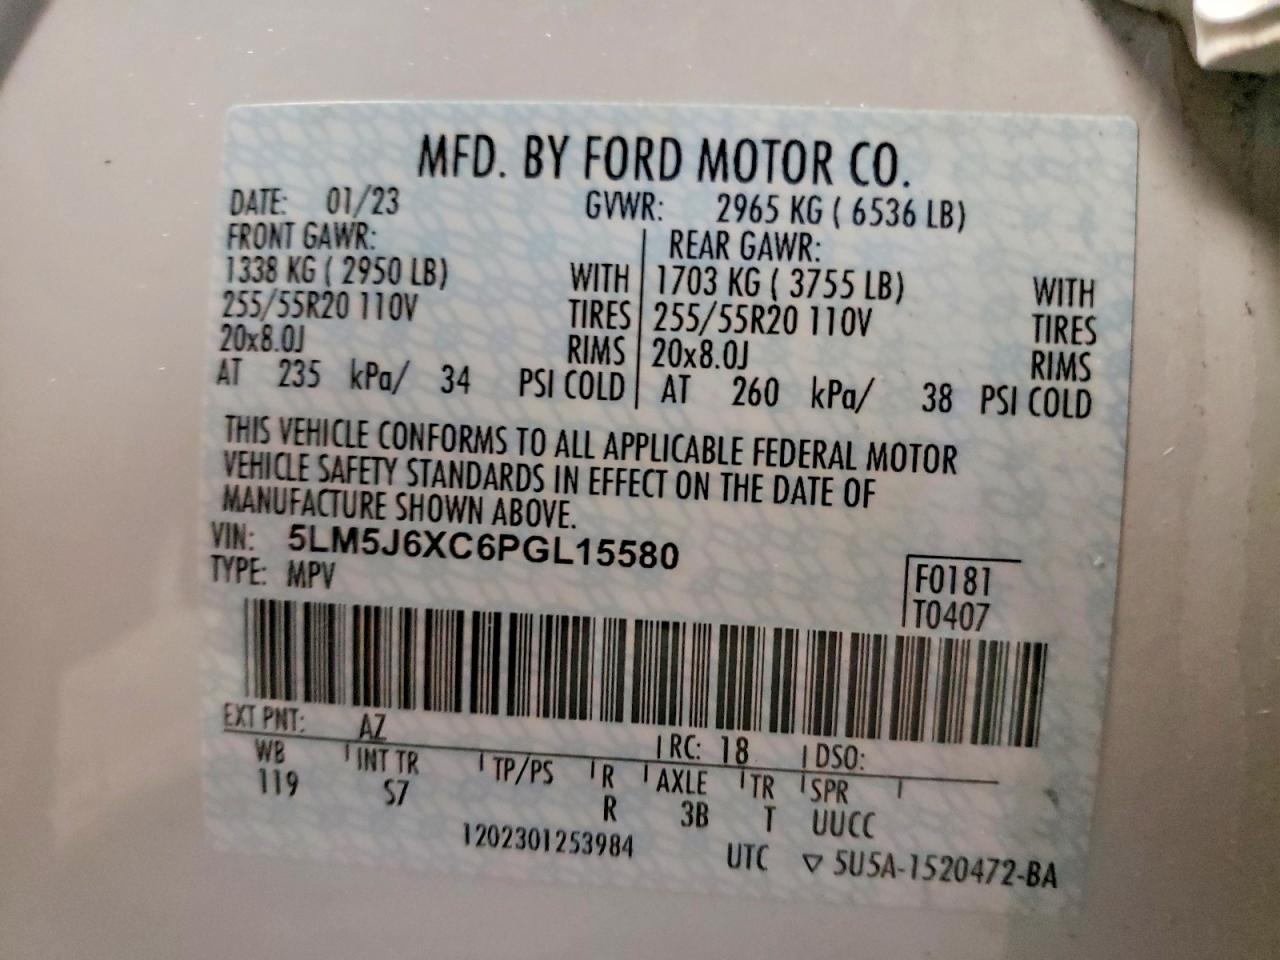 MFD. BY FORD MOTOR CO.
DATE: 01/23 GVWR: 2965 KG ( 6536 LB)
FRONT GAWR: REAR GAWR:
1338 KG ( 2950 LB) WITH 1703 KG ( 3755 LB) WITH
255/55R20 110V TIRES 255/55R20 110V TIRES
20x8.0J RIMS 20x8.0J RIMS
AT 235 kPa/ 34 PSI COLD AT 260 kPa/ 38 PSI COLD
THIS VEHICLE CONFORMS TO ALL APPLICABLE FEDERAL MOTOR
VEHICLE SAFETY STANDARDS IN EFFECT ON THE DATE OF
MANUFACTURE SHOWN ABOVE.
VIN: 5LM5J6XC6PGL15580
TYPE: MPV F0181
T0407
EXT PNT: AZ RC: 18 DSO:
WB INT TR TP/PS R AXLE TR SPR
119 S7 R 3B T UUCC
1202301253984 UTC ▽ 5U5A-1520472-BA